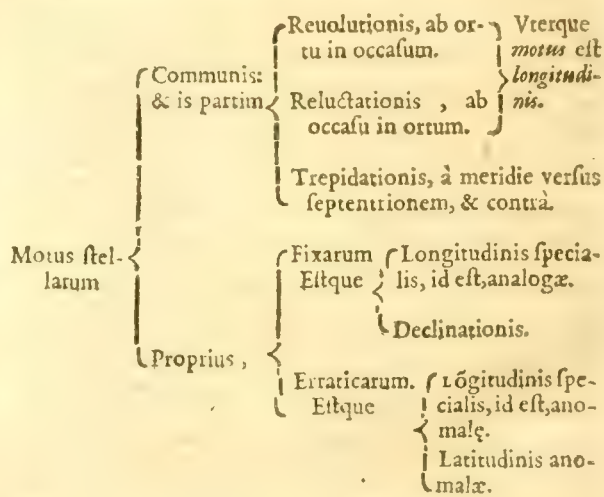 Reuolutionis, ab or-
tu in occaſum.
Vterque
motus eſt
longitudi-
nis.
Communis:
& is partim
Reluctationis , ab
occaſu in ortum.
Trepidationis, à meridie verſus
ſeptentrionem, & contrà.
Motus ſtel-
larum
Fixarum
Eſtque
Longitudinis ſpecia-
lis, id eſt, analogæ.
Declinationis.
Proprius ,
Erraticarum.
Eſtque
Lõgitudinis ſpe-
cialis, id eſt, ano-
malę.
Latitudinis ano-
malæ.